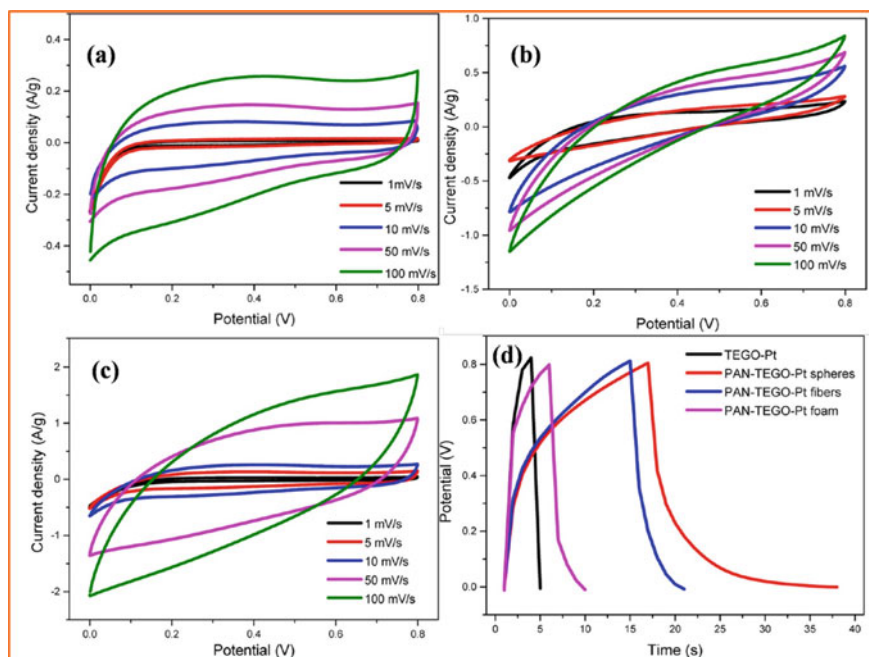 (a)
Current density (A/g)
0.4
0.2
0.0
-0.2
-0.4
0.0 0.2 0.4 0.6 0.8
Potential (V)
1mV/s
5 mV/s
10 mV/s
50 mV/s
100 mV/s
(b)
Current density (A/g)
1.5
1.0
0.5
0.0
-0.5
-1.0
-1.5
0.0 0.2 0.4 0.6 0.8
Potential (V)
1 mV/s
5 mV/s
10 mV/s
50 mV/s
100 mV/s
(c)
Current density (A/g)
2
1
0
-1
-2
0.0 0.2 0.4 0.6 0.8
Potential (V)
1 mV/s
5 mV/s
10 mV/s
50 mV/s
100 mV/s
(d)
Potential (V)
0.8
0.6
0.4
0.2
0.0
0 5 10 15 20 25 30 35 40
Time (s)
TEGO-Pt
PAN-TEGO-Pt spheres
PAN-TEGO-Pt fibers
PAN-TEGO-Pt foam